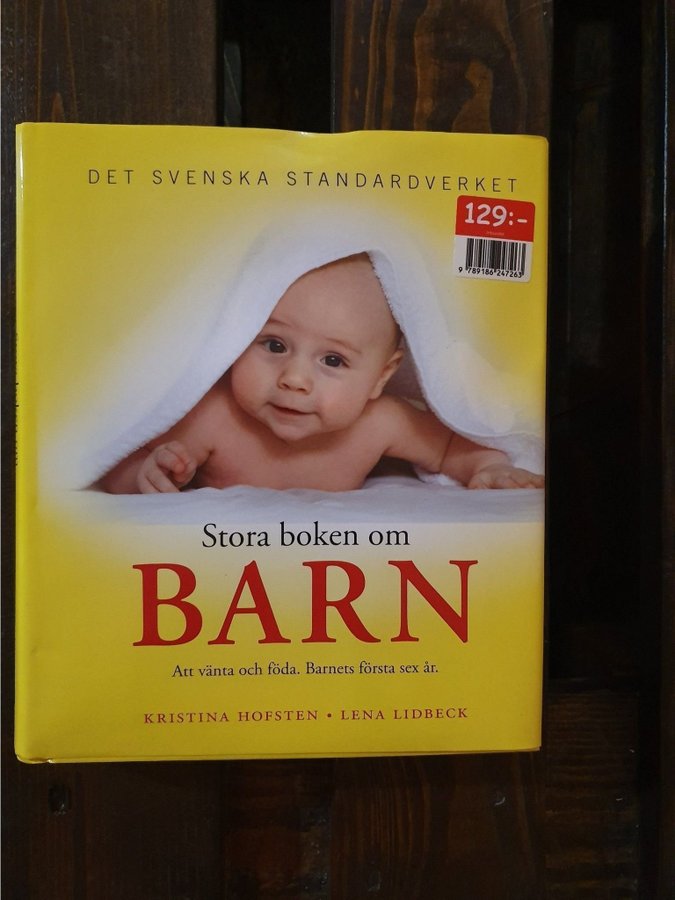 DET SVENSKA STANDARDVERKET
129:-
9 789186 247263
Stora boken om
BARN
Att vänta och föda. Barnets första sex år.
KRISTINA HOFSTEN • LENA LIDBECK